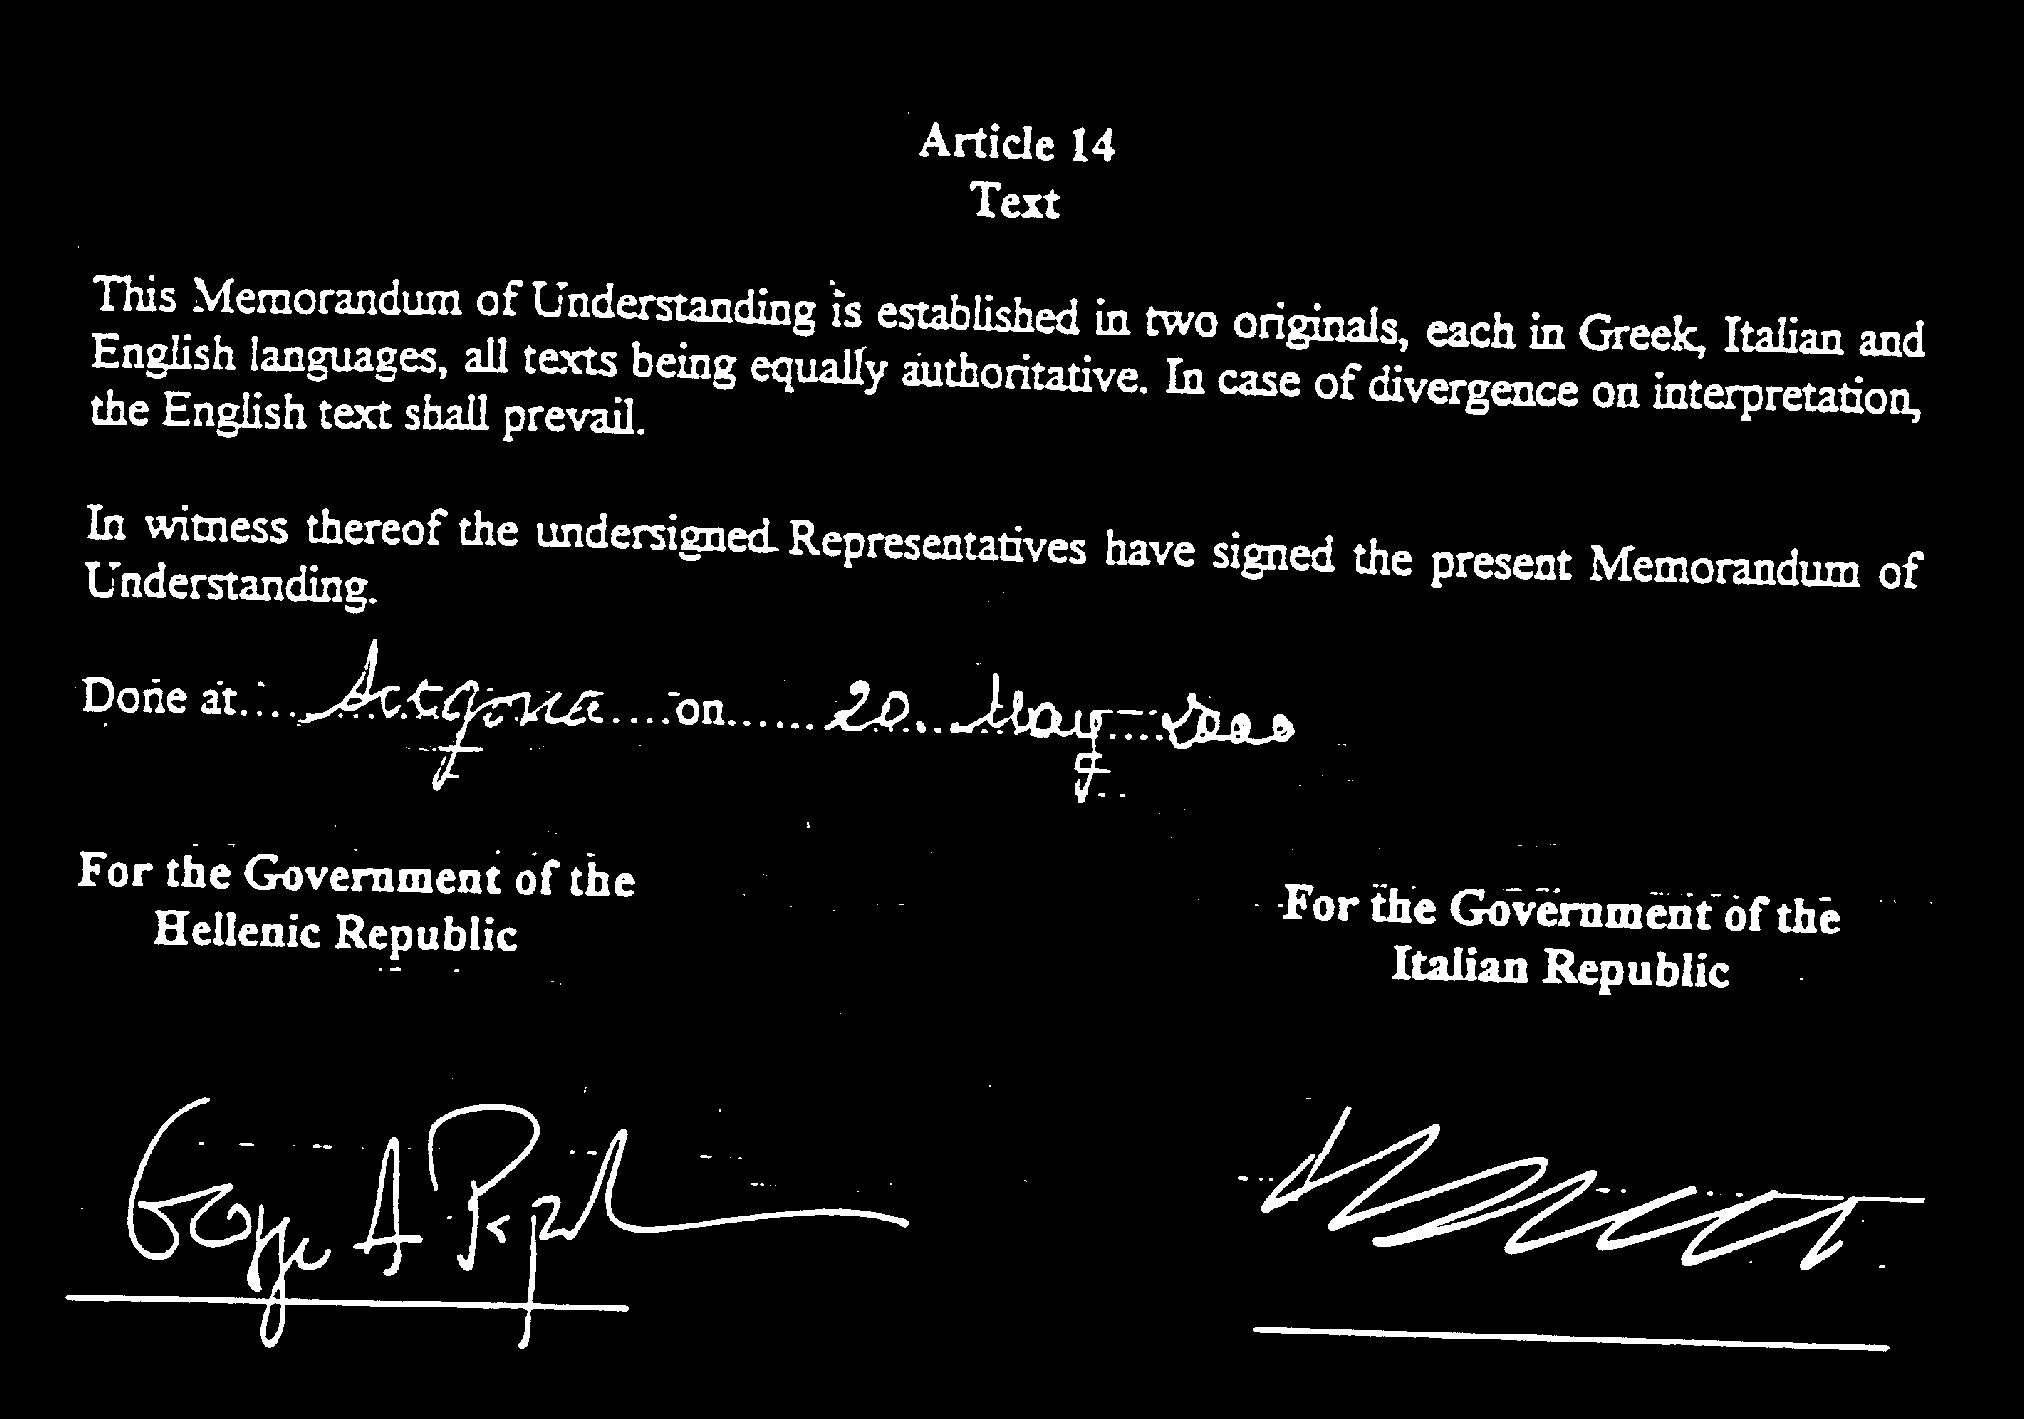 Article 14
Text
This Memorandum of Understanding is established in two originals, each in Greek, Italian and
English languages, all texts being equally authoritative. In case of divergence on interpretation,
the English text shall prevail.
In witness thereof the undersigned Representatives have signed the present Memorandum of
Understanding.
Done at.... on...... 20. May 2000
For the Government of the
Hellenic Republic
For the Government of the
Italian Republic
George A